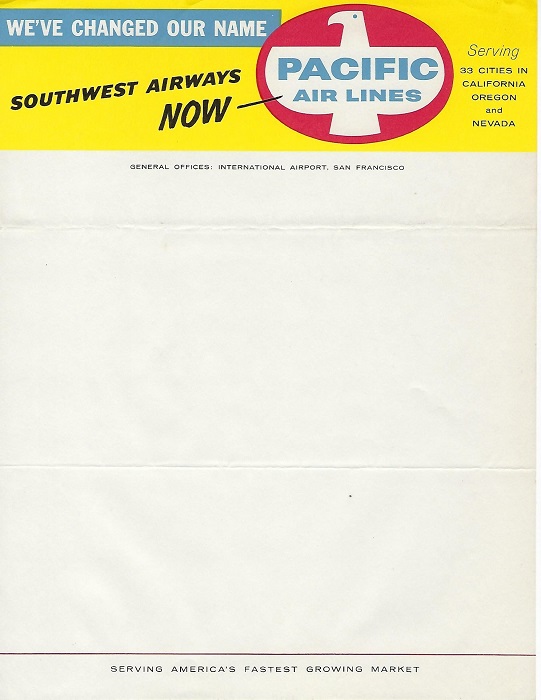 WE'VE CHANGED OUR NAME
SOUTHWEST AIRWAYS
NOW
PACIFIC
AIR LINES
Serving
33 CITIES IN
CALIFORNIA
OREGON
and
NEVADA
GENERAL OFFICES: INTERNATIONAL AIRPORT, SAN FRANCISCO
SERVING AMERICA'S FASTEST GROWING MARKET